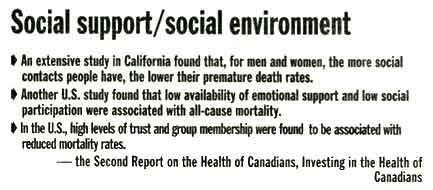 Social support/social environment
An extensive study in California found that, for men and women, the more social
contacts people have, the lower their premature death rates.
Another U.S. study found that low availability of emotional support and low social
participation were associated with all-cause mortality.
In the U.S., high levels of trust and group membership were found to be associated with
reduced mortality rates.
— the Second Report on the Health of Canadians, Investing in the Health of
Canadians